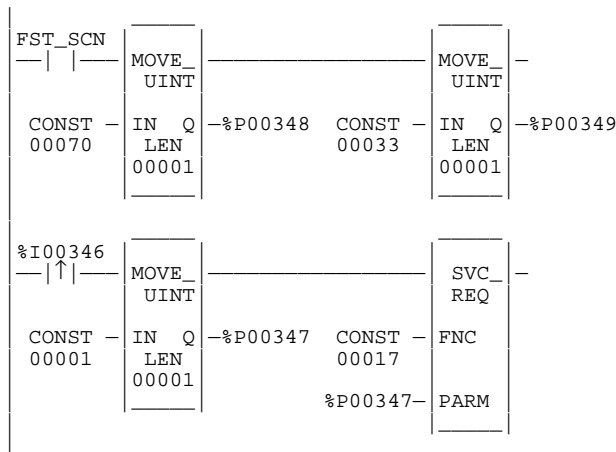 FST_SCN
MOVE_ MOVE_
UINT UINT
CONST IN Q %P00348 CONST IN Q %P00349
00070 LEN 00033 LEN
00001 00001
%I00346
↑ MOVE_ SVC_
UINT REQ
CONST IN Q %P00347 CONST FNC
00001 LEN 00017
00001
%P00347 PARM